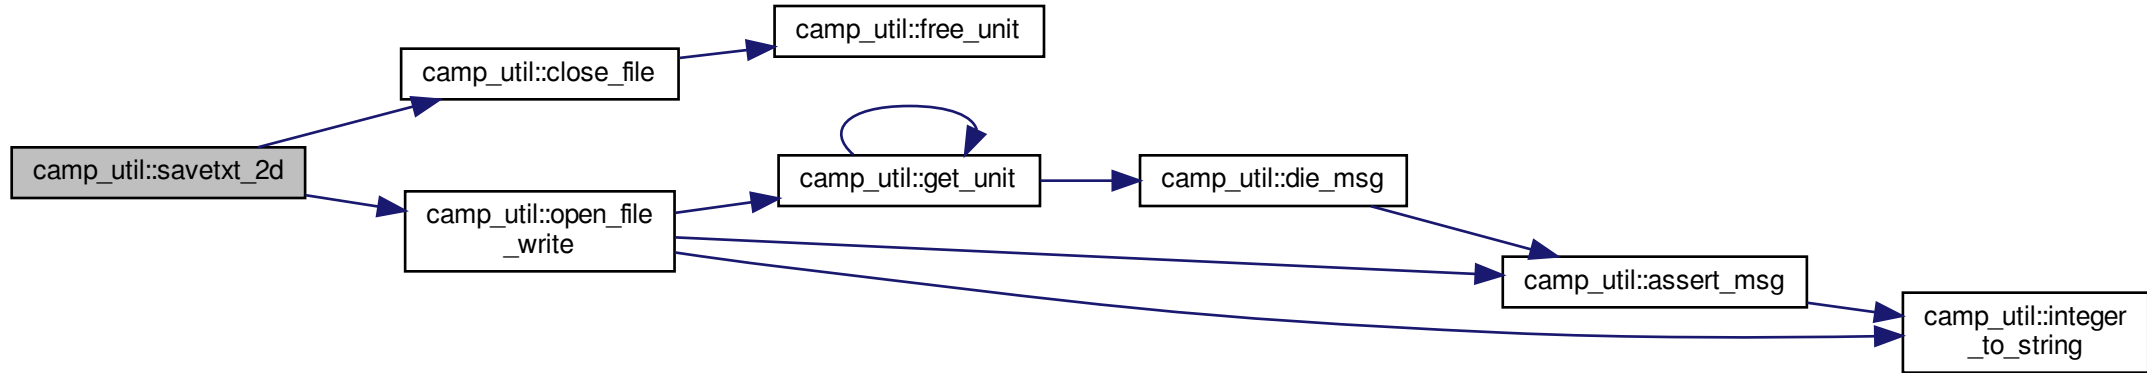 camp_util::free_unit
camp_util::close_file
camp_util::savetxt_2d
camp_util::get_unit
camp_util::die_msg
camp_util::open_file
_write
camp_util::assert_msg
camp_util::integer
_to_string